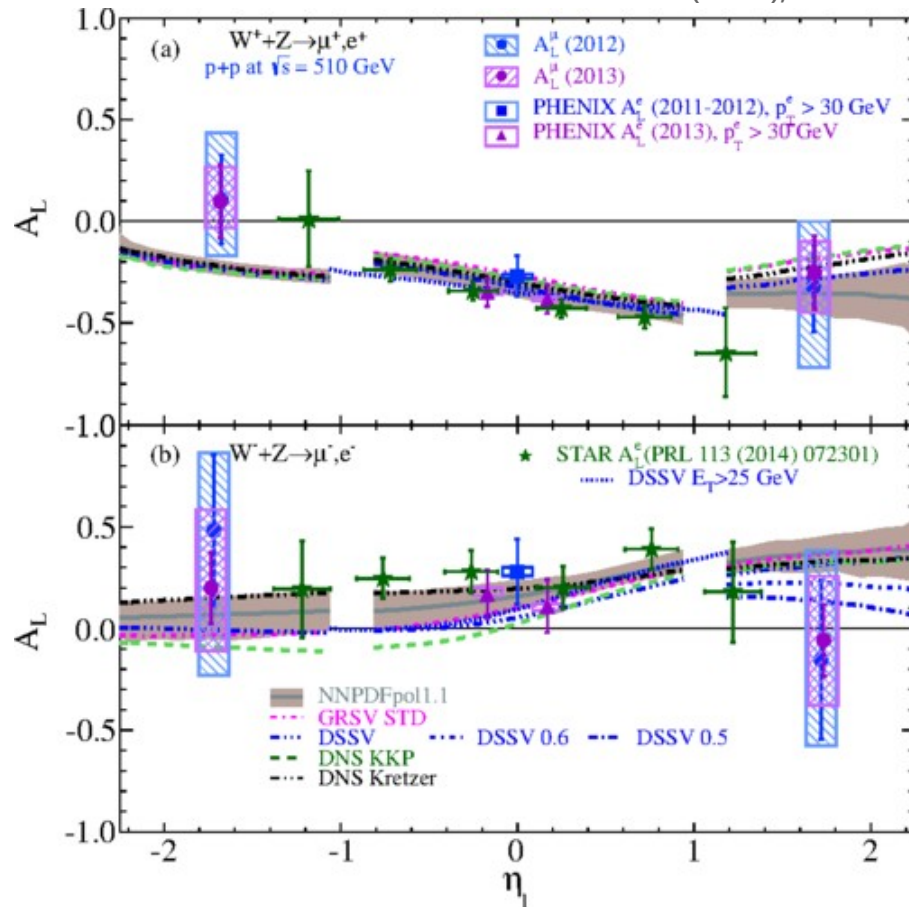 1.0
(a) W⁺+Z→μ⁺,e⁺
p+p at √s = 510 GeV
A_L^μ (2012)
A_L^μ (2013)
PHENIX A_L^e (2011-2012), p_T^e > 30 GeV
PHENIX A_L^e (2013), p_T^e > 30 GeV
0.5
0.0
-0.5
-1.0
A_L
(b) W⁻+Z→μ⁻,e⁻
STAR A_L^e(PRL 113 (2014) 072301)
DSSV E_T>25 GeV
0.5
0.0
-0.5
-1.0
A_L
NNPDFpol1.1
GRSV STD
DSSV DSSV 0.6 DSSV 0.5
DNS KKP
DNS Kretzer
-2 -1 0 1 2
η_l